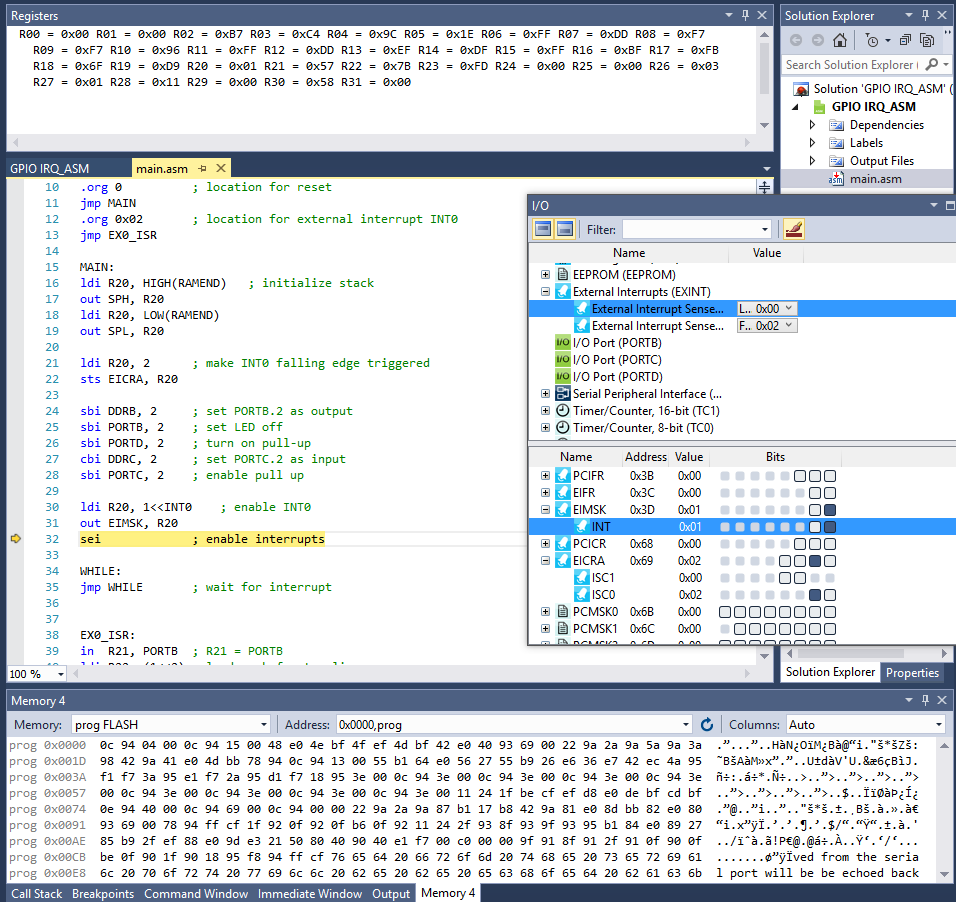 Registers
R00 = 0x00 R01 = 0x00 R02 = 0xB7 R03 = 0xC4 R04 = 0x9C R05 = 0x1E R06 = 0xFF R07 = 0xDD R08 = 0xF7
R09 = 0xF7 R10 = 0x96 R11 = 0xFF R12 = 0xDD R13 = 0xEF R14 = 0xDF R15 = 0xFF R16 = 0xBF R17 = 0xFB
R18 = 0x6F R19 = 0xD9 R20 = 0x01 R21 = 0x57 R22 = 0x7B R23 = 0xFD R24 = 0x00 R25 = 0x00 R26 = 0x03
R27 = 0x01 R28 = 0x11 R29 = 0x00 R30 = 0x58 R31 = 0x00
Solution Explorer
Search Solution Explorer (
Solution 'GPIO IRQ_ASM' (
GPIO IRQ_ASM
Dependencies
Labels
Output Files
main.asm
GPIO IRQ_ASM main.asm
10 .org 0 ; location for reset
11 jmp MAIN
12 .org 0x02 ; location for external interrupt INT0
13 jmp EX0_ISR
14
15 MAIN:
16 ldi R20, HIGH(RAMEND) ; initialize stack
17 out SPH, R20
18 ldi R20, LOW(RAMEND)
19 out SPL, R20
20
21 ldi R20, 2 ; make INT0 falling edge triggered
22 sts EICRA, R20
23
24 sbi DDRB, 2 ; set PORTB.2 as output
25 sbi PORTB, 2 ; set LED off
26 sbi PORTD, 2 ; turn on pull-up
27 cbi DDRC, 2 ; set PORTC.2 as input
28 sbi PORTC, 2 ; enable pull up
29
30 ldi R20, 1<<INT0 ; enable INT0
31 out EIMSK, R20
32 sei ; enable interrupts
33
34 WHILE:
35 jmp WHILE ; wait for interrupt
36
37
38 EX0_ISR:
39 in R21, PORTB ; R21 = PORTB
100 %
I/O
Filter:
Name Value
EEPROM (EEPROM)
External Interrupts (EXINT)
External Interrupt Sense... L... 0x00
External Interrupt Sense... F... 0x02
I/O I/O Port (PORTB)
I/O I/O Port (PORTC)
I/O I/O Port (PORTD)
Serial Peripheral Interface (...
Timer/Counter, 16-bit (TC1)
Timer/Counter, 8-bit (TC0)
Name Address Value Bits
PCIFR 0x3B 0x00
EIFR 0x3C 0x00
EIMSK 0x3D 0x01
INT 0x01
PCICR 0x68 0x00
EICRA 0x69 0x02
ISC1 0x00
ISC0 0x02
PCMSK0 0x6B 0x00
PCMSK1 0x6C 0x00
Solution Explorer Properties
Memory 4
Memory: prog FLASH Address: 0x0000,prog Columns: Auto
prog 0x0000 0c 94 04 00 0c 94 15 00 48 e0 4e bf 4f ef 4d bf 42 e0 40 93 69 00 22 9a 2a 9a 5a 9a 3a
prog 0x001D 98 42 9a 41 e0 4d bb 78 94 0c 94 13 00 55 b1 64 e0 56 27 55 b9 26 e6 36 e7 42 ec 4a 95
prog 0x003A f1 f7 3a 95 e1 f7 2a 95 d1 f7 18 95 3e 00 0c 94 3e 00 0c 94 3e 00 0c 94 3e 00 0c 94 3e
prog 0x0057 00 0c 94 3e 00 0c 94 3e 00 0c 94 3e 00 0c 94 3e 00 11 24 1f be cf ef d8 e0 de bf cd bf
prog 0x0074 0e 94 40 00 0c 94 69 00 0c 94 00 00 22 9a 2a 9a 87 b1 17 b8 42 9a 81 e0 8d bb 82 e0 80
prog 0x0091 93 69 00 78 94 ff cf 1f 92 0f 92 0f b6 0f 92 11 24 2f 93 8f 93 9f 93 95 b1 84 e0 89 27
prog 0x00AE 85 b9 2f ef 88 e0 9d e3 21 50 80 40 90 40 e1 f7 00 c0 00 00 9f 91 8f 91 2f 91 0f 90 0f
prog 0x00CB be 0f 90 1f 90 18 95 f8 94 ff cf 76 65 64 20 66 72 6f 6d 20 74 68 65 20 73 65 72 69 61 .......ø"ÿÏved from the seria
prog 0x00E8 6c 20 70 6f 72 74 20 77 69 6c 6c 20 62 65 20 62 65 20 65 63 68 6f 65 64 20 62 61 63 6b l port will be be echoed back
Call Stack Breakpoints Command Window Immediate Window Output Memory 4